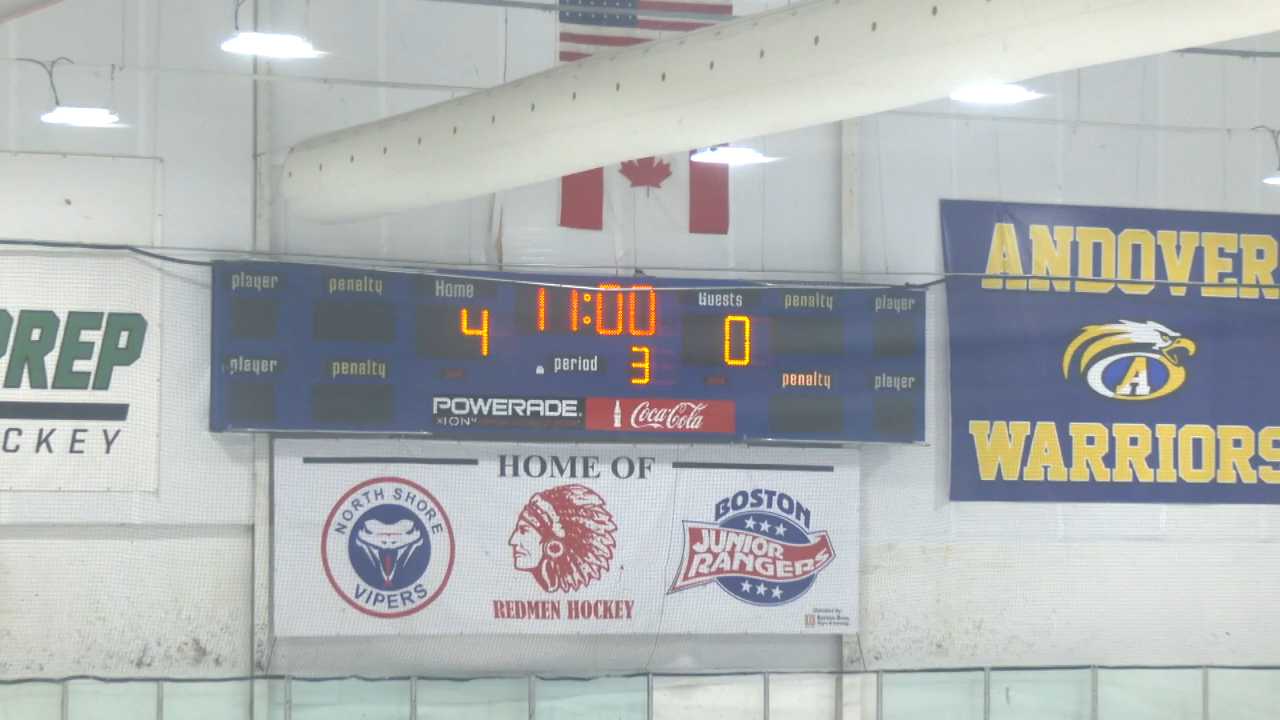 PREP
CKEY
player penalty Home 11:00 Guests penalty player
4 0
player penalty period 3 penalty player
POWERADE
ION4
Coca-Cola
HOME OF
NORTH SHORE
VIPERS
REDMEN HOCKEY
BOSTON
JUNIOR
RANGERS
ANDOVER
A
WARRIORS